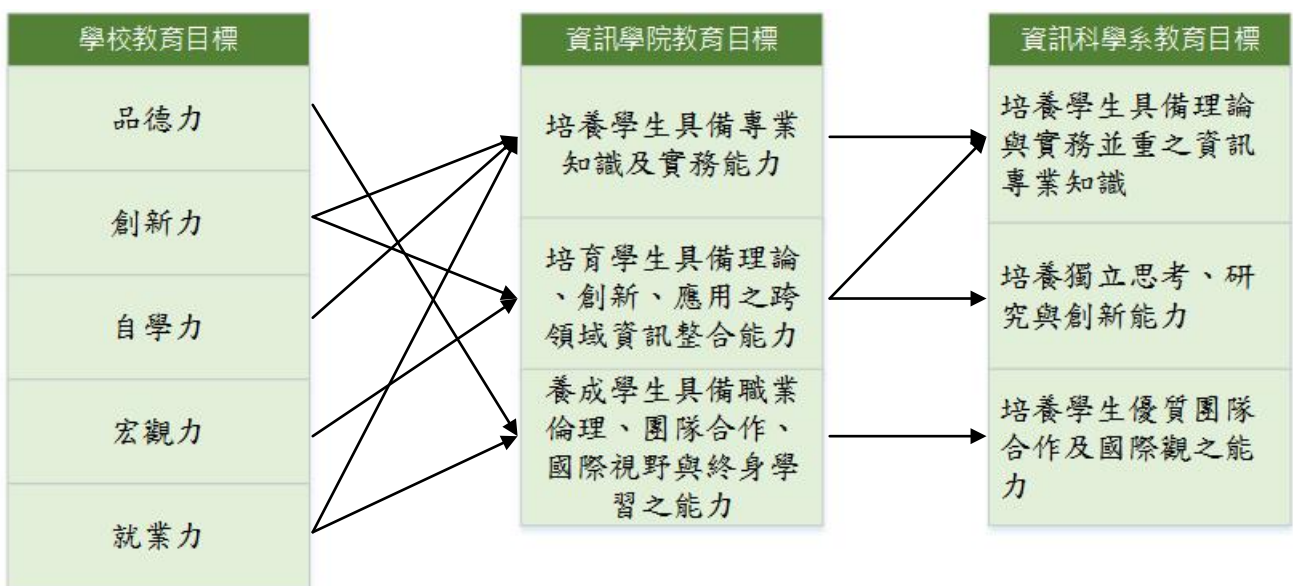 學校教育目標
品德力
創新力
自學力
宏觀力
就業力
資訊學院教育目標
培養學生具備專業
知識及實務能力
培育學生具備理論
、創新、應用之跨
領域資訊整合能力
養成學生具備職業
倫理、團隊合作、
國際視野與終身學
習之能力
資訊科學系教育目標
培養學生具備理論
與實務並重之資訊
專業知識
培養獨立思考、研
究與創新能力
培養學生優質團隊
合作及國際觀之能
力